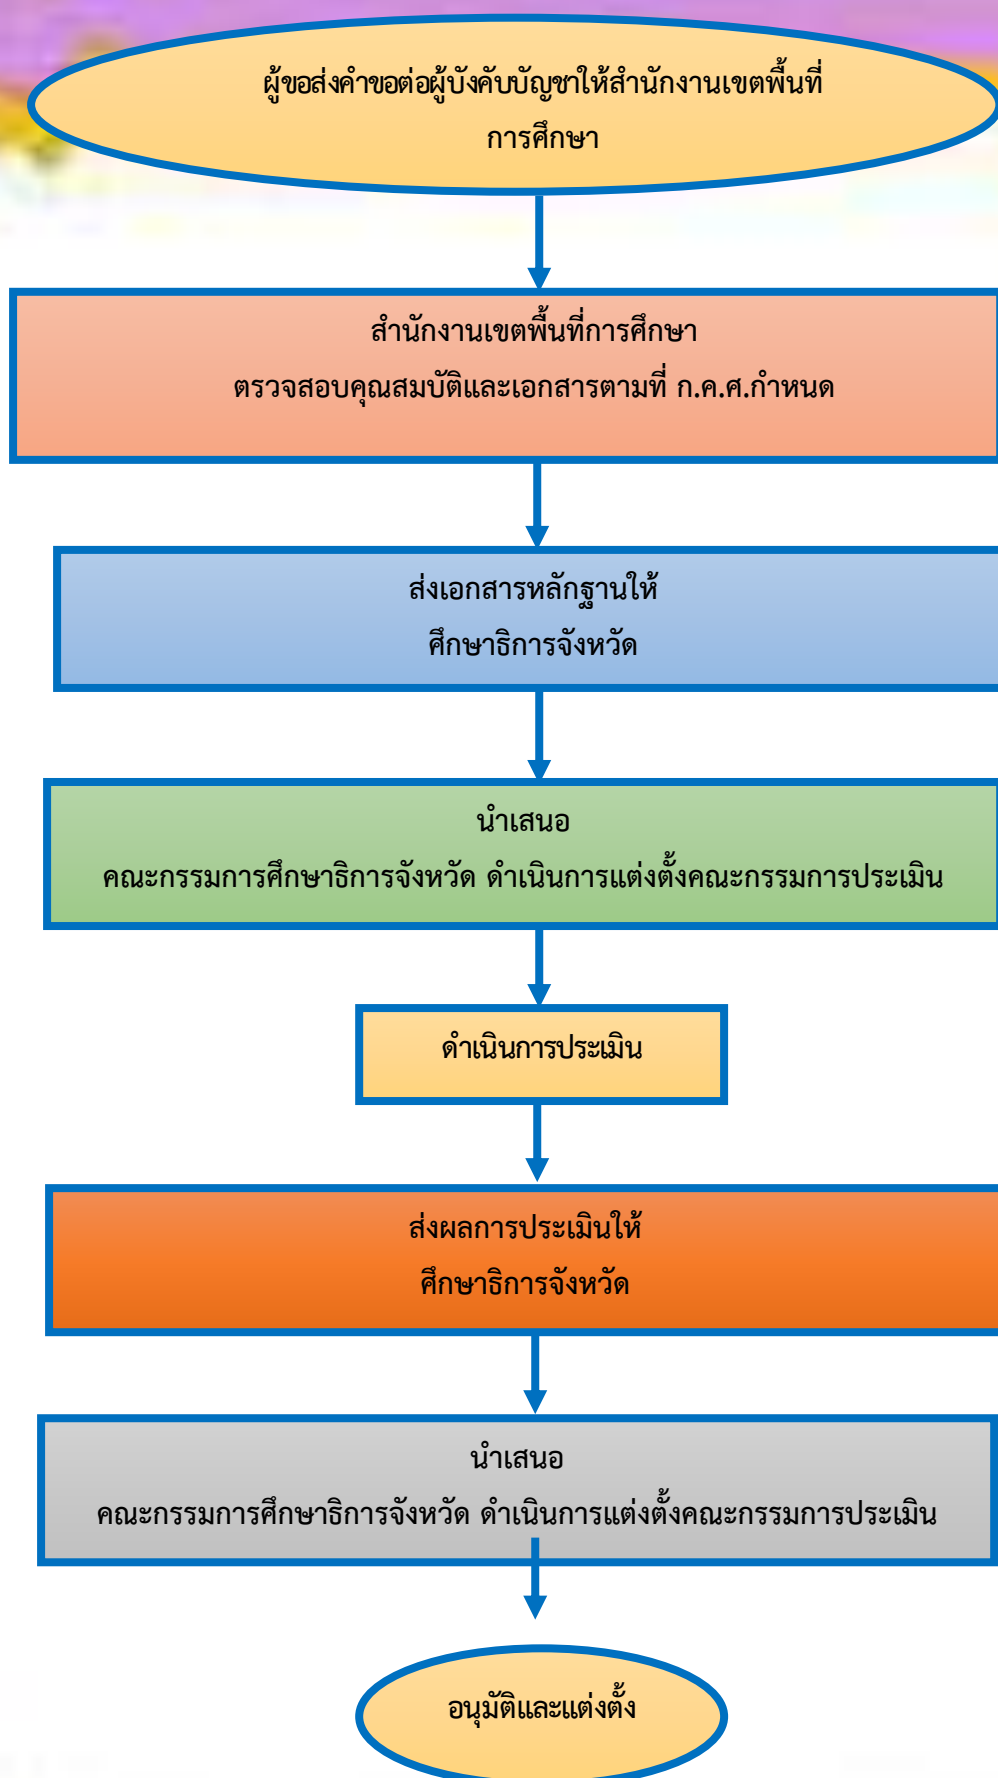 ผู้ขอส่งคำขอต่อผู้บังคับบัญชาให้สำนักงานเขตพื้นที่
การศึกษา
สำนักงานเขตพื้นที่การศึกษา
ตรวจสอบคุณสมบัติและเอกสารตามที่ ก.ค.ศ.กำหนด
ส่งเอกสารหลักฐานให้
ศึกษาธิการจังหวัด
นำเสนอ
คณะกรรมการศึกษาธิการจังหวัด ดำเนินการแต่งตั้งคณะกรรมการประเมิน
ดำเนินการประเมิน
ส่งผลการประเมินให้
ศึกษาธิการจังหวัด
นำเสนอ
คณะกรรมการศึกษาธิการจังหวัด ดำเนินการแต่งตั้งคณะกรรมการประเมิน
อนุมัติและแต่งตั้ง